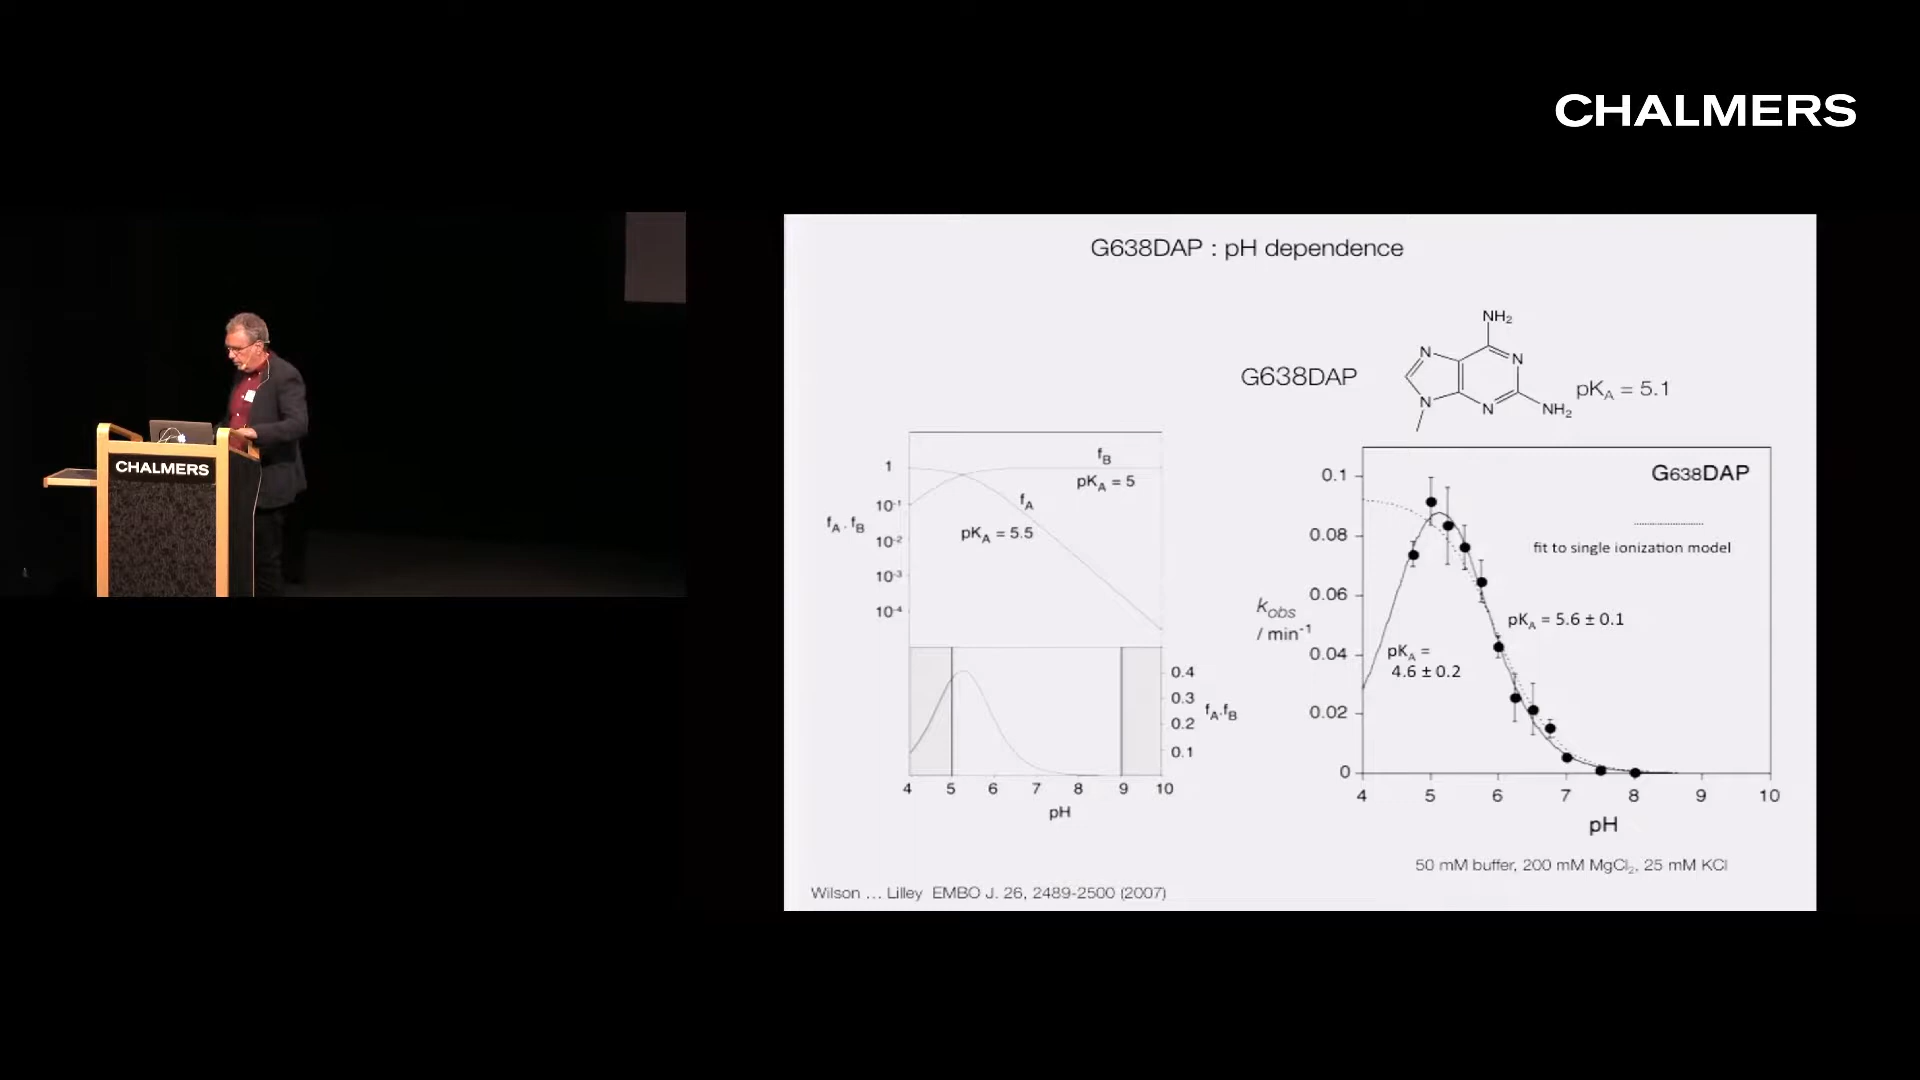 CHALMERS
CHALMERS
G638DAP : pH dependence
G638DAP
NH₂
N
N
N
N
NH₂
pKA = 5.1
1
10⁻¹
10⁻²
10⁻³
10⁻⁴
fA . fB
fB
pKA = 5
fA
pKA = 5.5
0.4
0.3
0.2
0.1
fA.fB
4 5 6 7 8 9 10
pH
G638DAP
fit to single ionization model
0.1
0.08
0.06
0.04
0.02
0
kobs
/ min⁻¹
pKA = 5.6 ± 0.1
pKA =
4.6 ± 0.2
4 5 6 7 8 9 10
pH
50 mM buffer, 200 mM MgCl₂, 25 mM KCl
Wilson ... Lilley EMBO J. 26, 2489-2500 (2007)